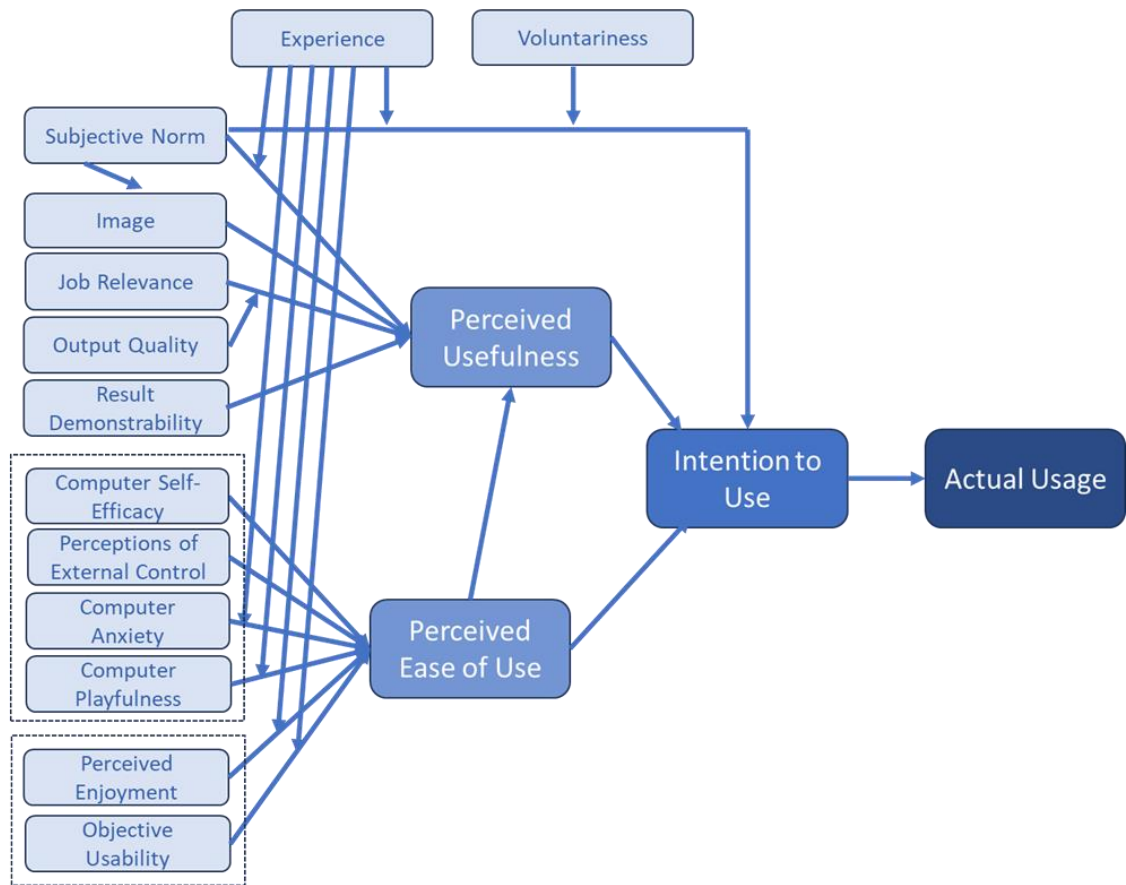 Experience
Voluntariness
Subjective Norm
Image
Job Relevance
Output Quality
Result
Demonstrability
Perceived
Usefulness
Intention to
Use
Actual Usage
Computer Self-
Efficacy
Perceptions of
External Control
Computer
Anxiety
Computer
Playfulness
Perceived
Ease of Use
Perceived
Enjoyment
Objective
Usability